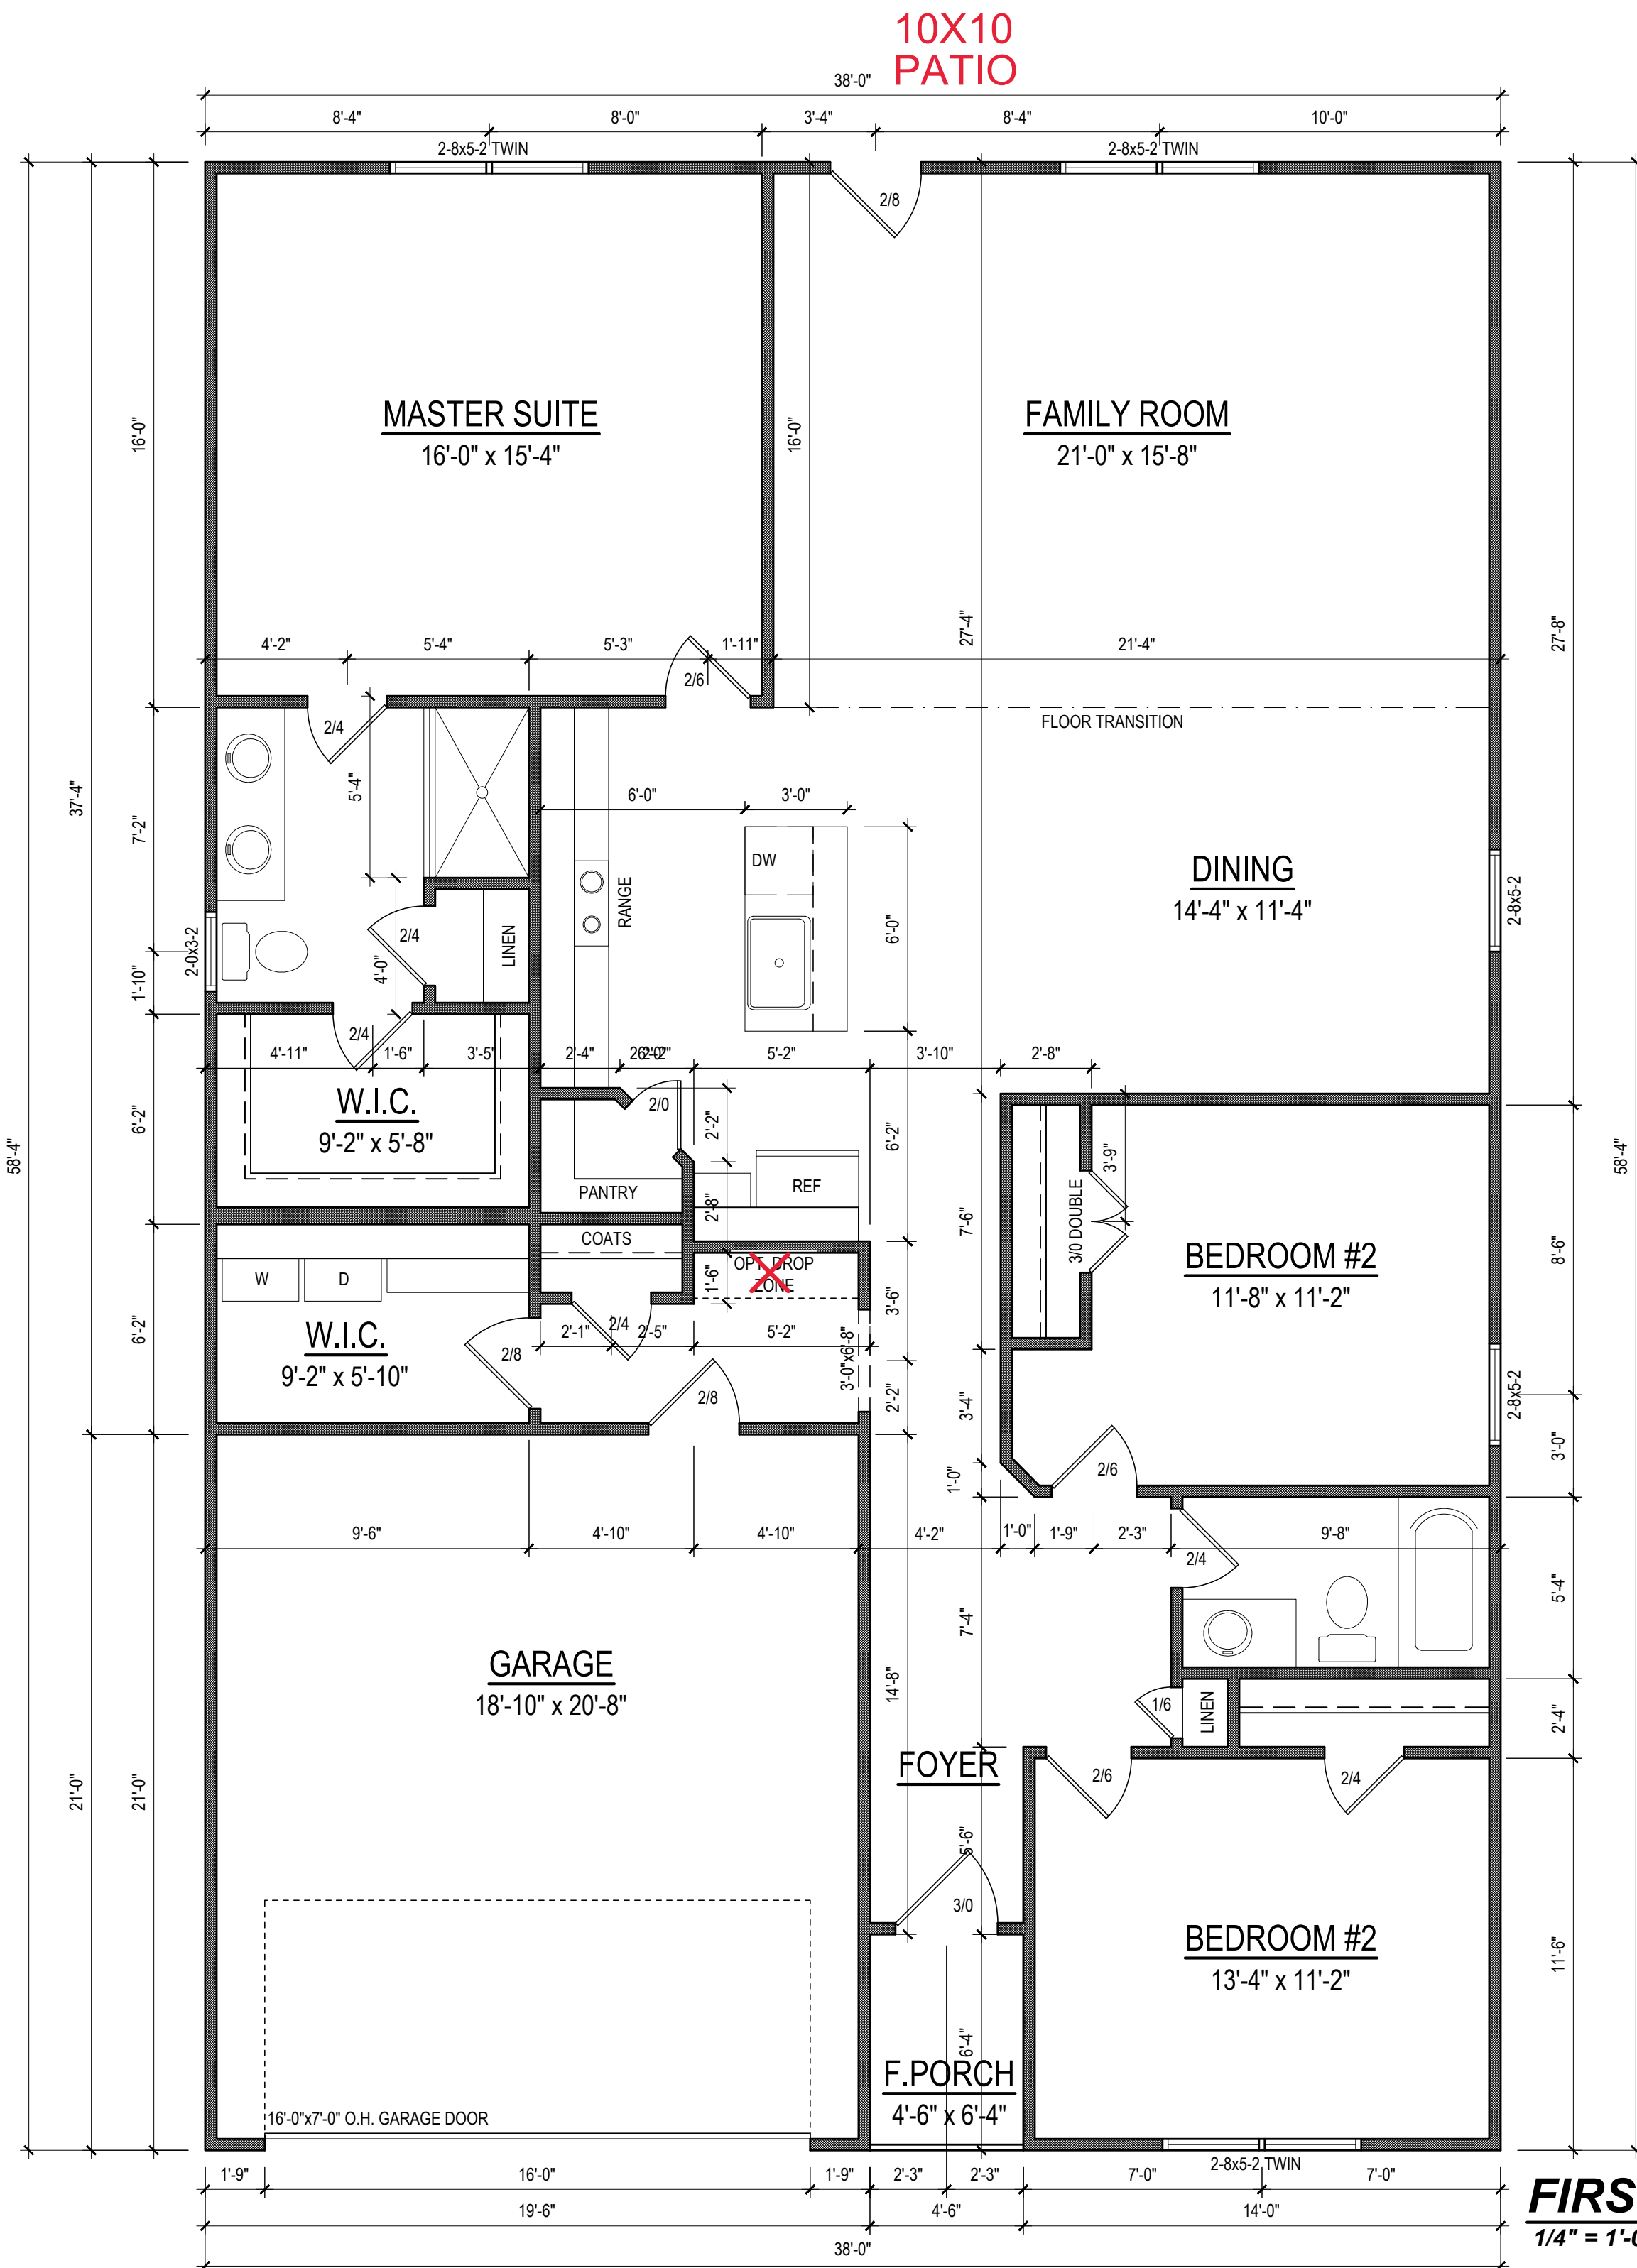 10X10
PATIO
38'-0"
8'-4" 8'-0" 3'-4" 8'-4" 10'-0"
2-8x5-2 TWIN 2-8x5-2 TWIN
2/8
MASTER SUITE
16'-0" x 15'-4"
FAMILY ROOM
21'-0" x 15'-8"
16'-0" 16'-0"
27'-4" 27'-8"
4'-2" 5'-4" 5'-3" 1'-11" 21'-4"
2/6
FLOOR TRANSITION
2/4
5'-4"
37'-4"
7'-2"
6'-0" 3'-0"
DW
RANGE
6'-0"
DINING
14'-4" x 11'-4"
2-8x5-2
2-0x3-2
2/4
LINEN
4'-0"
1'-10"
2/4
4'-11" 1'-6" 3'-5" 2'-4" 5'-2" 3'-10" 2'-8"
W.I.C.
9'-2" x 5'-8"
2/0
2'-2"
6'-2" 6'-2"
58'-4" 58'-4"
3'-9"
PANTRY
REF
2'-8"
3/0 DOUBLE
7'-6"
COATS
OPT. DROP
ZONE
1'-6"
BEDROOM #2
11'-8" x 11'-2"
8'-6"
W D
3'-6"
6'-2"
W.I.C.
9'-2" x 5'-10"
2/8
2'-1" 2/4 2'-5" 5'-2"
3'-0"x6'-8"
2/8
2'-2"
3'-4"
2-8x5-2
3'-0"
2/6
1'-0"
9'-6" 4'-10" 4'-10" 4'-2" 1'-0" 1'-9" 2'-3" 9'-8"
2/4
5'-4"
7'-4"
GARAGE
18'-10" x 20'-8"
14'-8"
1/6
LINEN
2'-4"
FOYER
21'-0" 21'-0"
2/6 2/4
5'-6"
3/0
BEDROOM #2
13'-4" x 11'-2"
11'-6"
6'-4"
F.PORCH
4'-6" x 6'-4"
16'-0"x7'-0" O.H. GARAGE DOOR
2-8x5-2 TWIN
1'-9" 16'-0" 1'-9" 2'-3" 2'-3" 7'-0" 7'-0"
19'-6" 4'-6" 14'-0"
FIRS
1/4" = 1'-0
38'-0"